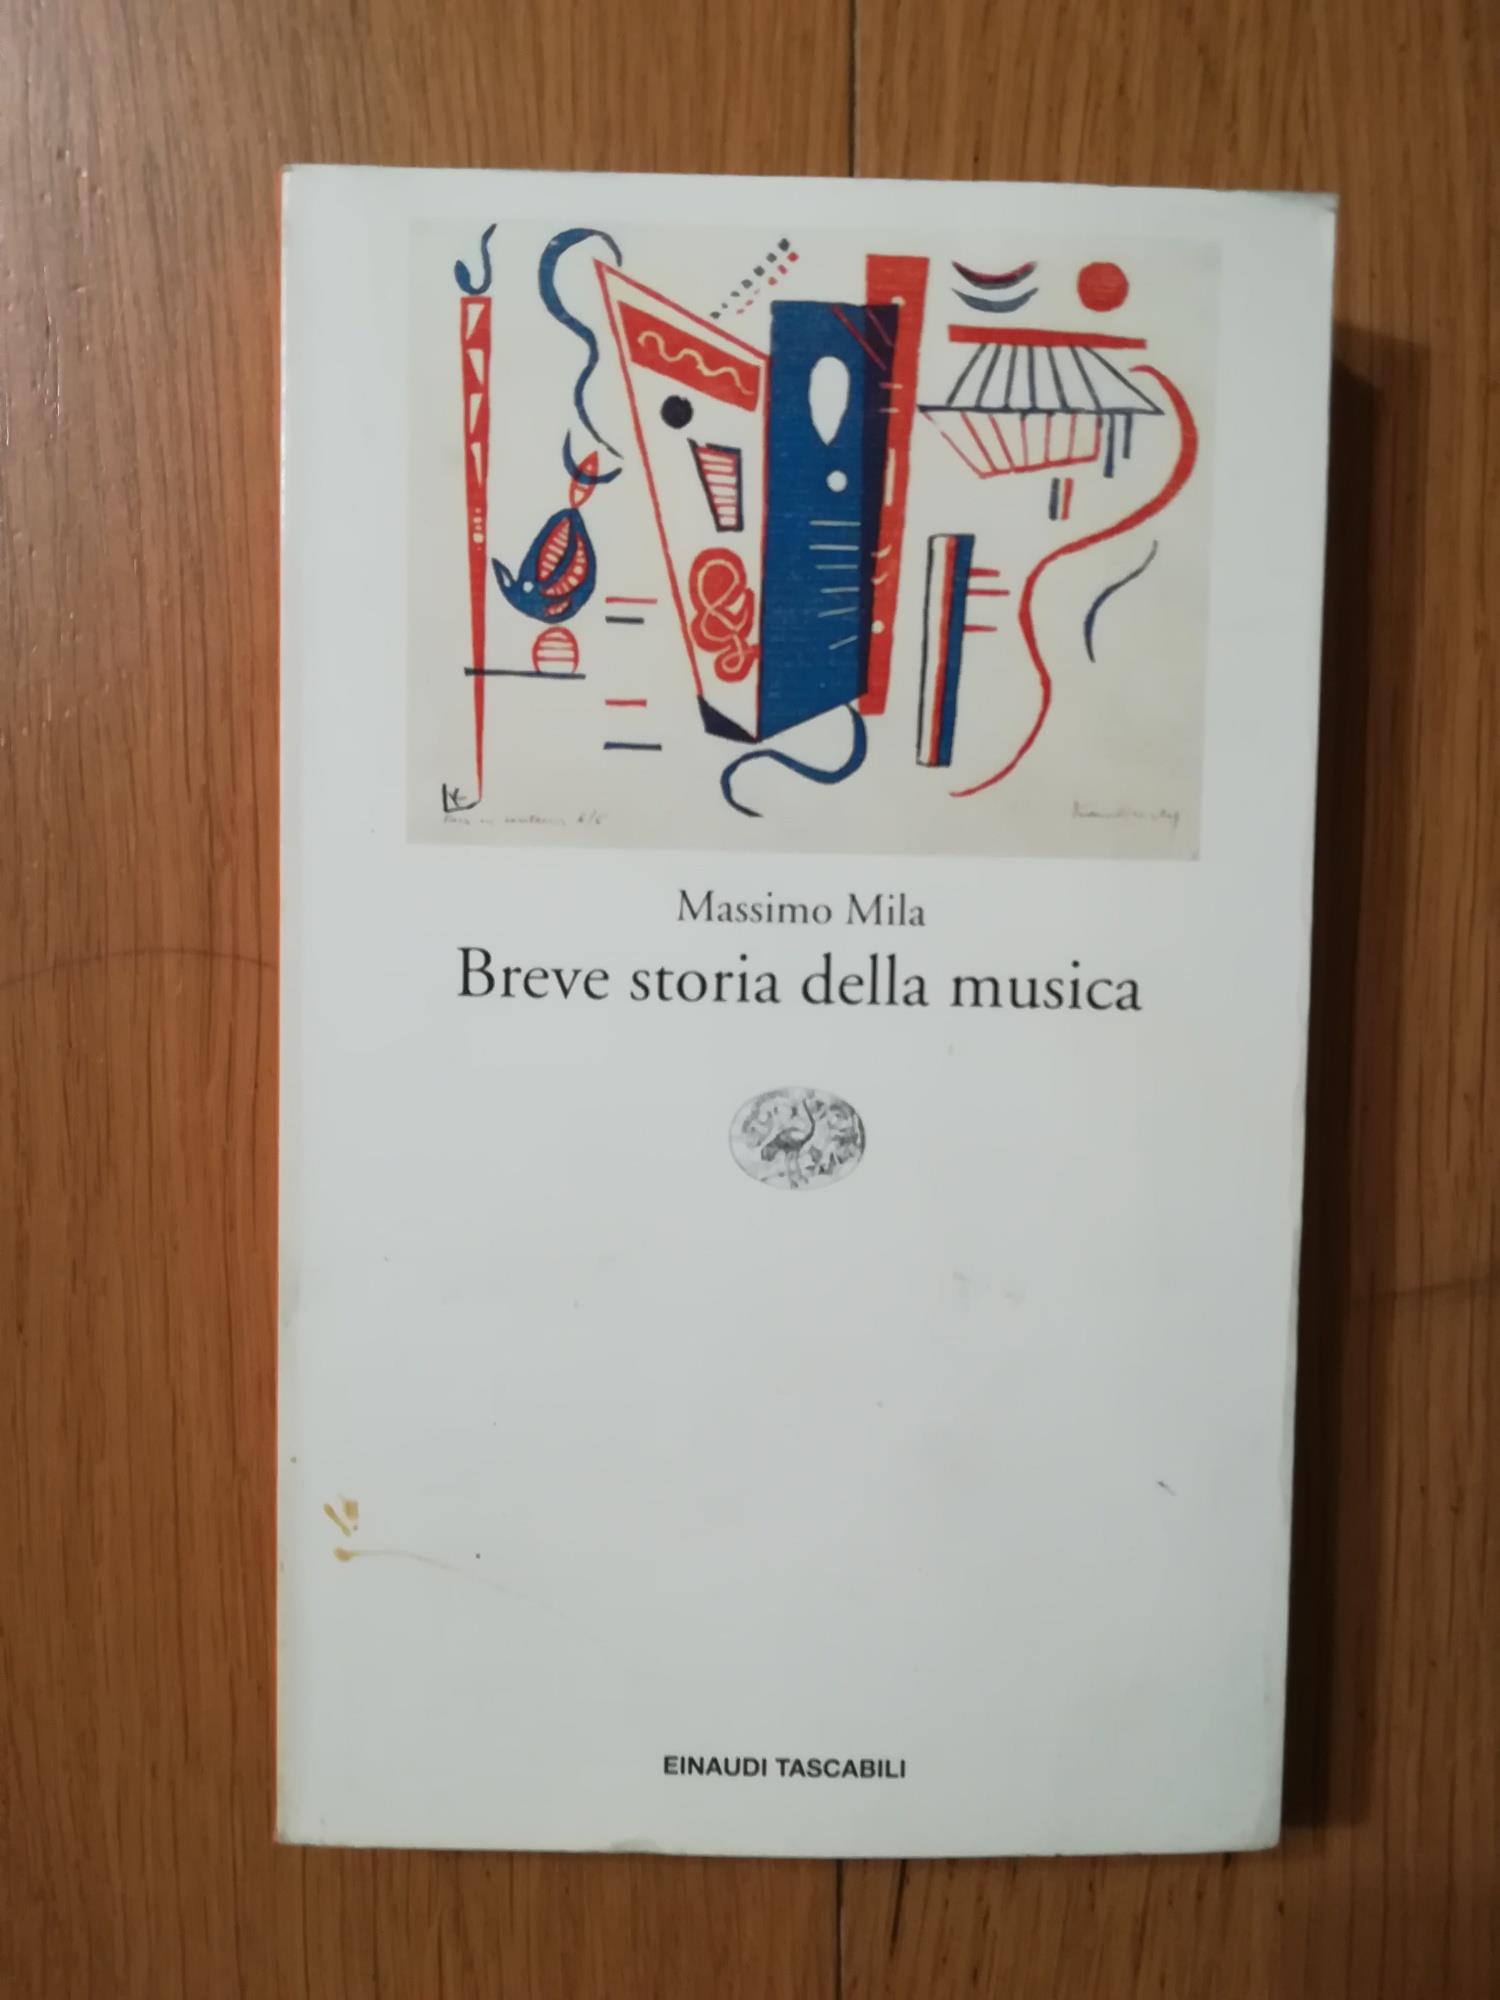 Massimo Mila
Breve storia della musica
EINAUDI TASCABILI